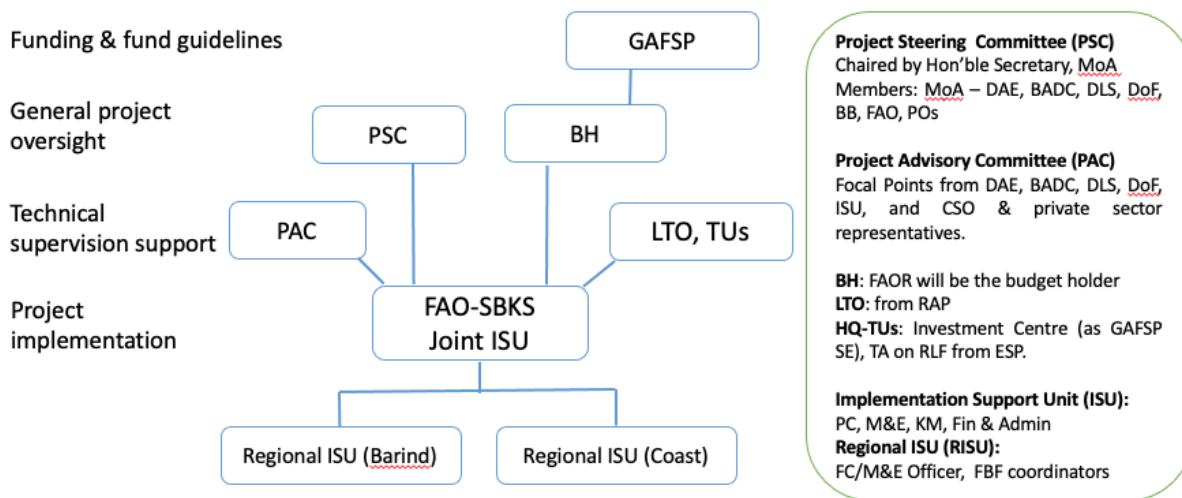 Funding & fund guidelines
GAFSP
General project
oversight
PSC
BH
Technical
supervision support
PAC
LTO, TUs
Project
implementation
FAO-SBKS
Joint ISU
Regional ISU (Barind)
Regional ISU (Coast)
Project Steering Committee (PSC)
Chaired by Hon'ble Secretary, MoA
Members: MoA – DAE, BADC, DLS, DoF,
BB, FAO, POs
Project Advisory Committee (PAC)
Focal Points from DAE, BADC, DLS, DoF,
ISU, and CSO & private sector
representatives.
BH: FAOR will be the budget holder
LTO: from RAP
HQ-TUs: Investment Centre (as GAFSP
SE), TA on RLF from ESP.
Implementation Support Unit (ISU):
PC, M&E, KM, Fin & Admin
Regional ISU (RISU):
FC/M&E Officer, FBF coordinators